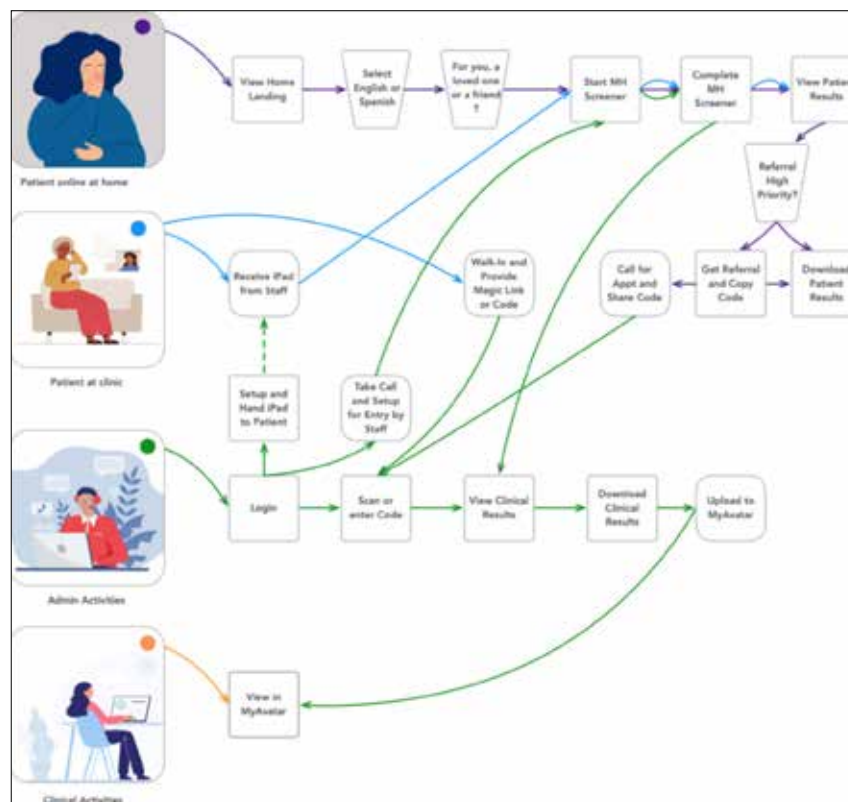 View Home
Landing
Select
English or
Spanish
For you, a
loved one
or a friend
?
Start MH
Screener
Complete
MH
Screener
View Patient
Results
Patient online at home
Referral
High
Priority?
Receive iPad
from Staff
Walk-In and
Provide
Magic Link
or Code
Call for
Appt and
Share Code
Get Referral
and Copy
Code
Download
Patient
Results
Patient at clinic
Setup and
Hand iPad
to Patient
Take Call
and Setup
for Entry by
Staff
Login
Scan or
enter Code
View Clinical
Results
Download
Clinical
Results
Upload to
MyAvatar
Admin Activities
View in
MyAvatar
Clinical Activities